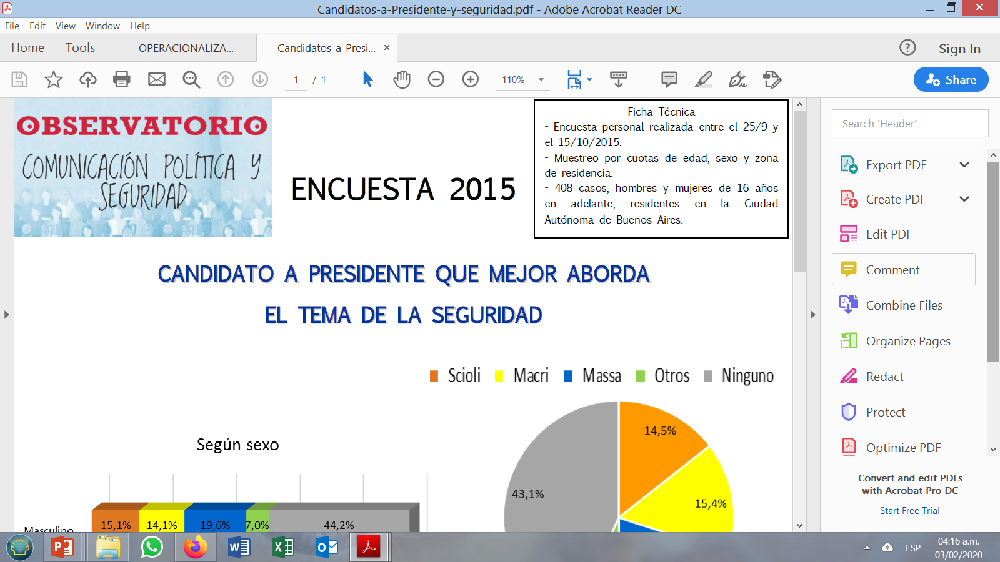 Candidatos-a-Presidente-y-seguridad.pdf - Adobe Acrobat Reader DC
File Edit View Window Help
Home Tools OPERACIONALIZA... Candidatos-a-Presi... × Sign In
1 / 1 110% Share
OBSERVATORIO
COMUNICACIÓN POLÍTICA Y
SEGURIDAD
ENCUESTA 2015
Ficha Técnica
- Encuesta personal realizada entre el 25/9 y
el 15/10/2015.
- Muestreo por cuotas de edad, sexo y zona
de residencia.
- 408 casos, hombres y mujeres de 16 años
en adelante, residentes en la Ciudad
Autónoma de Buenos Aires.
CANDIDATO A PRESIDENTE QUE MEJOR ABORDA
EL TEMA DE LA SEGURIDAD
Scioli Macri Massa Otros Ninguno
14,5%
43,1%
15,4%
Según sexo
Masculino 15,1% 14,1% 19,6% 7,0% 44,2%
Search 'Header'
Export PDF
Create PDF
Edit PDF
Comment
Combine Files
Organize Pages
Redact
Protect
Optimize PDF
Convert and edit PDFs
with Acrobat Pro DC
Start Free Trial
ESP
04:16 a.m.
03/02/2020